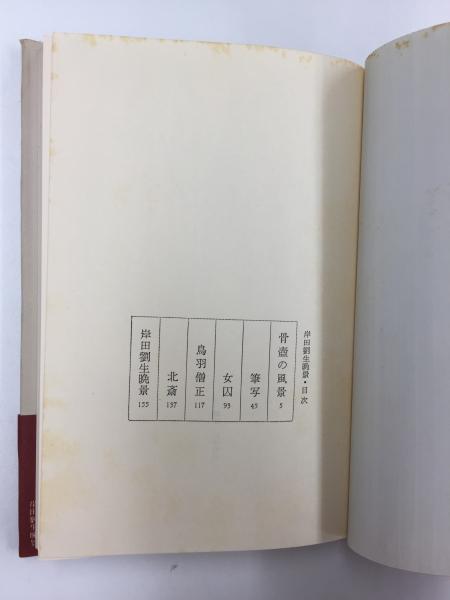 岸田劉生晩景・目次
骨壺の風景 5
筆写 45
女囚 93
鳥羽僧正 117
北斎 137
岸田劉生晩景 155